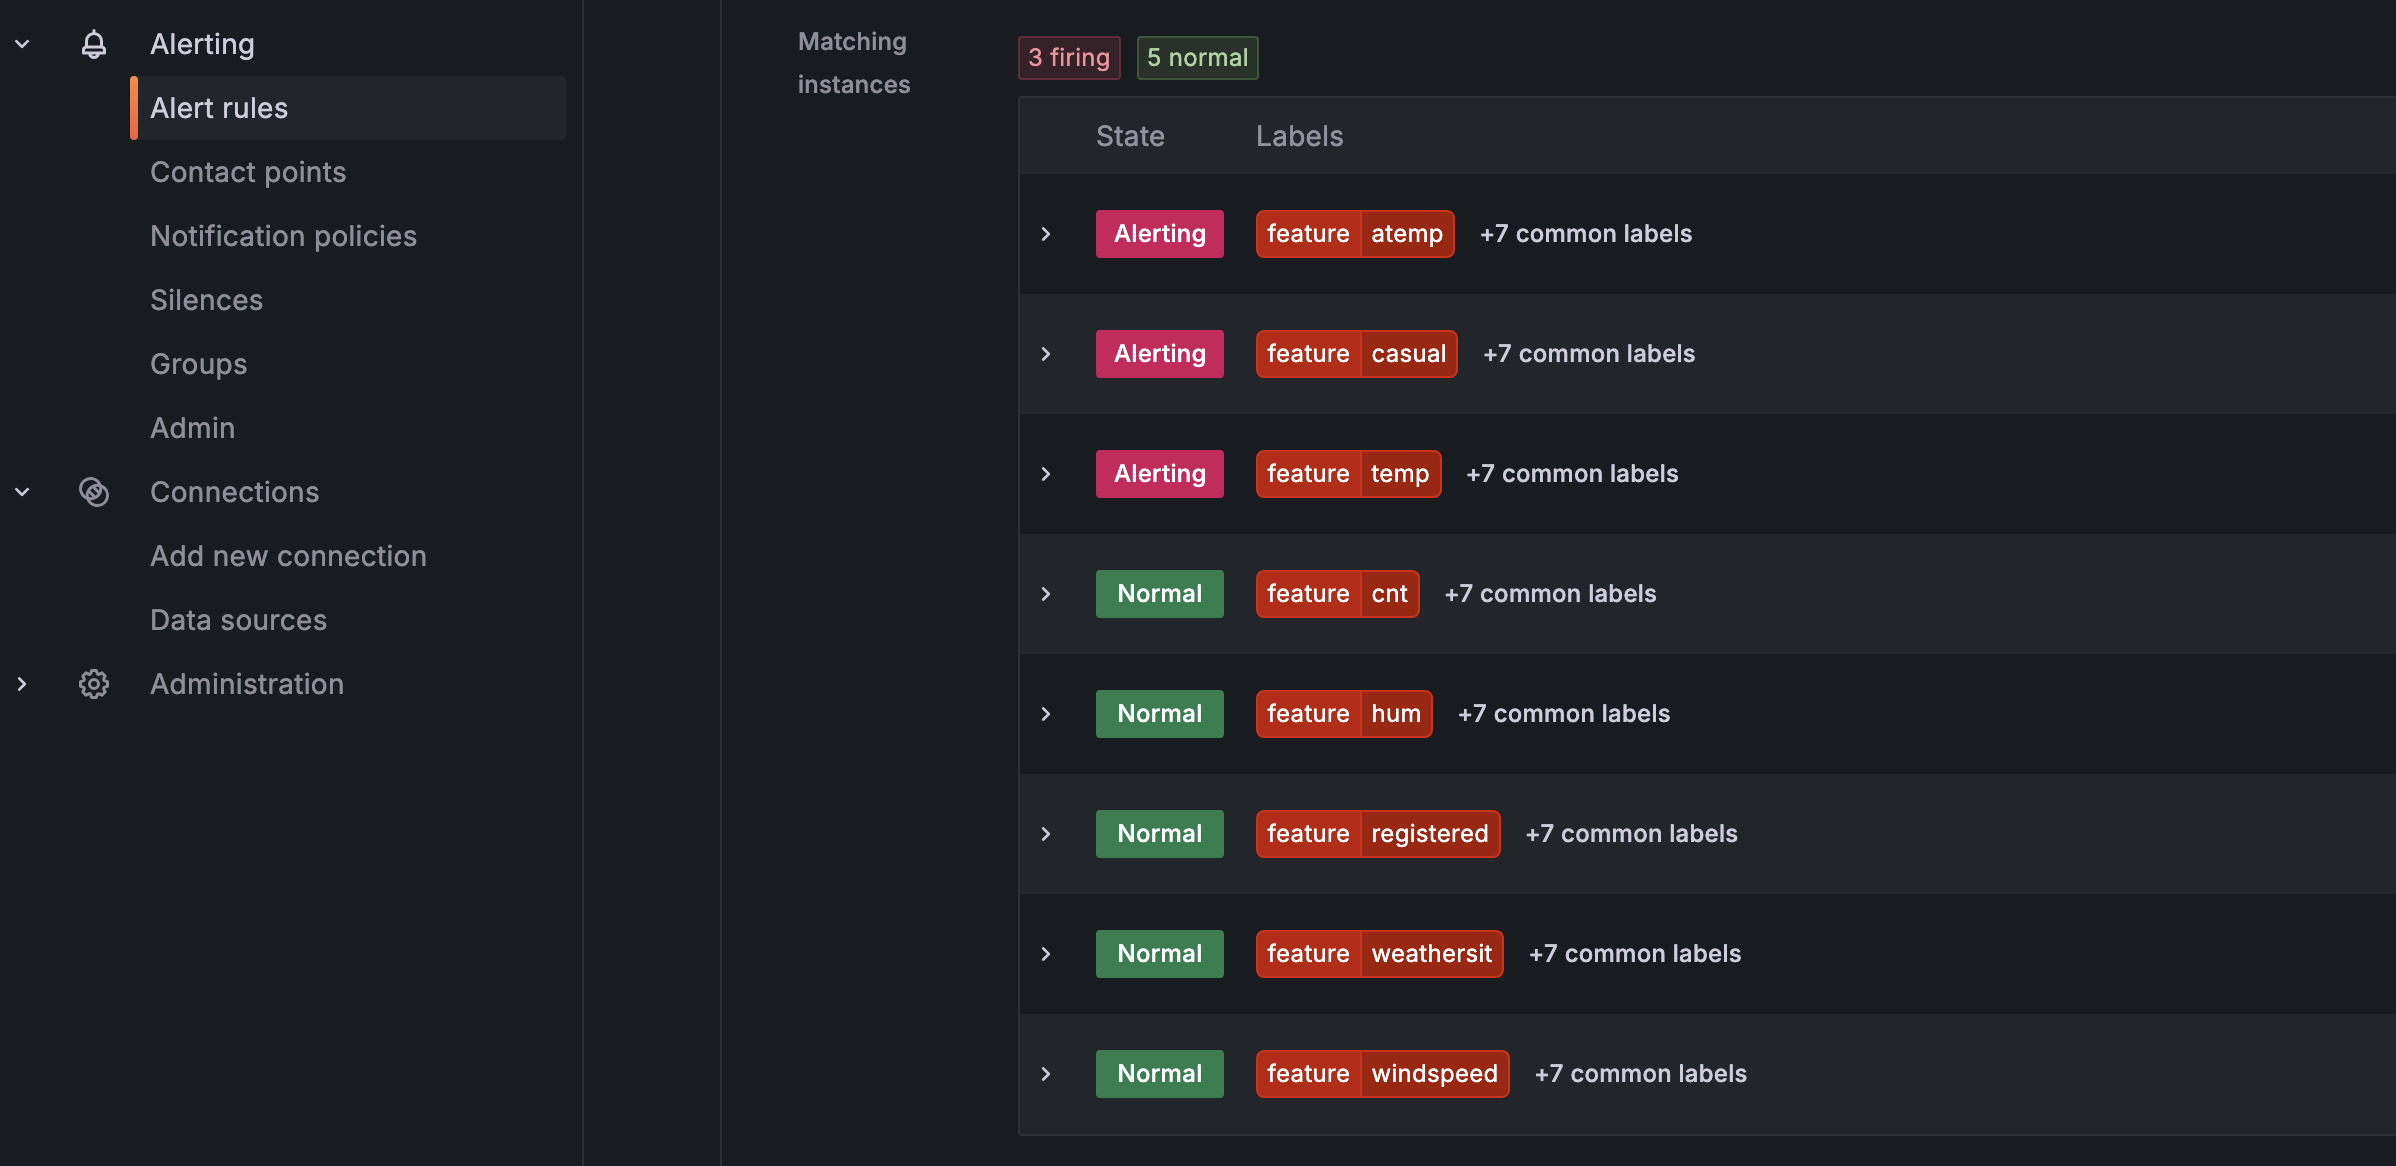 Alerting
Alert rules
Contact points
Notification policies
Silences
Groups
Admin
Connections
Add new connection
Data sources
Administration
Matching
instances
3 firing 5 normal
State Labels
Alerting feature atemp +7 common labels
Alerting feature casual +7 common labels
Alerting feature temp +7 common labels
Normal feature cnt +7 common labels
Normal feature hum +7 common labels
Normal feature registered +7 common labels
Normal feature weathersit +7 common labels
Normal feature windspeed +7 common labels